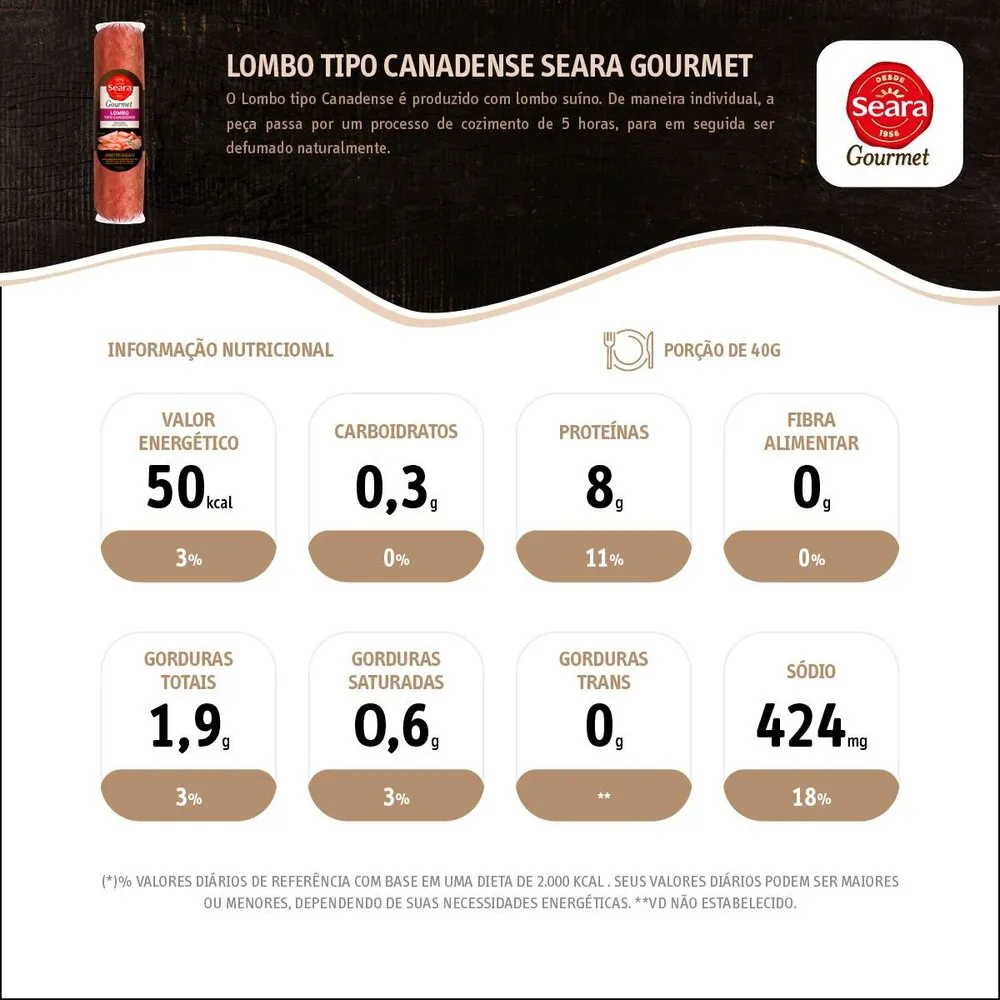 Seara
Gourmet
LOMBO
TIPO CANADENSE
LOMBO TIPO CANADENSE SEARA GOURMET
O Lombo tipo Canadense é produzido com lombo suíno. De maneira individual, a
peça passa por um processo de cozimento de 5 horas, para em seguida ser
defumado naturalmente.
DESDE
Seara
1956
Gourmet
INFORMAÇÃO NUTRICIONAL
PORÇÃO DE 40G
VALOR
ENERGÉTICO
50 kcal
3%
CARBOIDRATOS
0,3 g
0%
PROTEÍNAS
8 g
11%
FIBRA
ALIMENTAR
0 g
0%
GORDURAS
TOTAIS
1,9 g
3%
GORDURAS
SATURADAS
0,6 g
3%
GORDURAS
TRANS
0 g
**
SÓDIO
424 mg
18%
(*)% VALORES DIÁRIOS DE REFERÊNCIA COM BASE EM UMA DIETA DE 2.000 KCAL . SEUS VALORES DIÁRIOS PODEM SER MAIORES
OU MENORES, DEPENDENDO DE SUAS NECESSIDADES ENERGÉTICAS. **VD NÃO ESTABELECIDO.